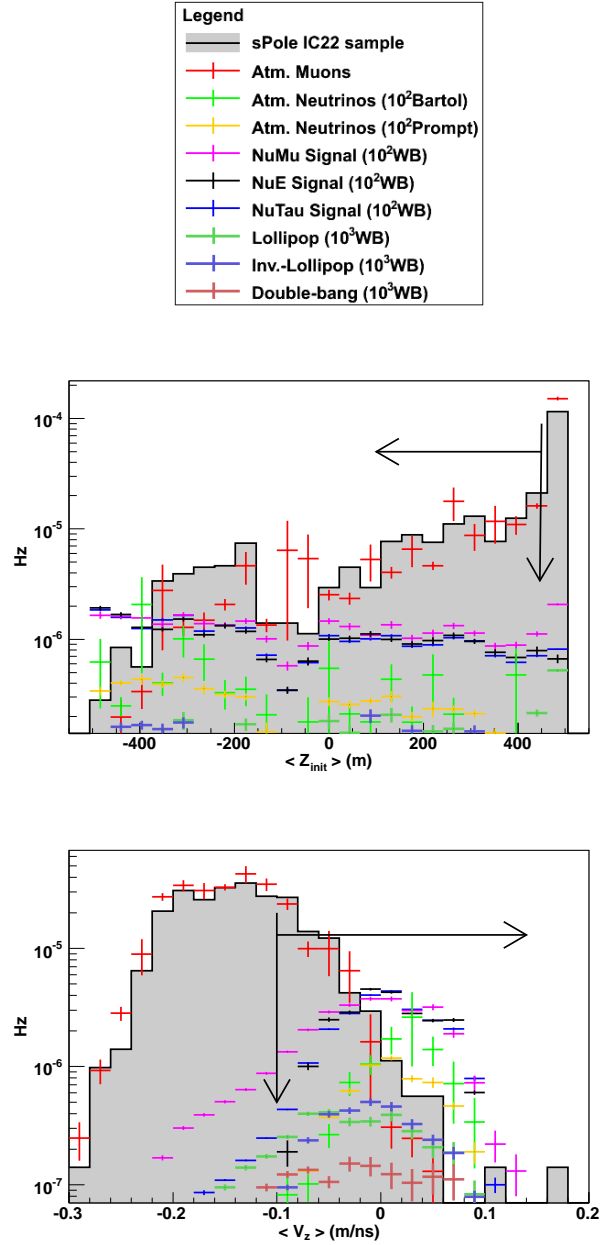 Legend
sPole IC22 sample
Atm. Muons
Atm. Neutrinos (10²Bartol)
Atm. Neutrinos (10²Prompt)
NuMu Signal (10²WB)
NuE Signal (10²WB)
NuTau Signal (10²WB)
Lollipop (10³WB)
Inv.-Lollipop (10³WB)
Double-bang (10³WB)
10⁻⁴
10⁻⁵
10⁻⁶
Hz
-400 -200 0 200 400
< Z_init > (m)
10⁻⁵
10⁻⁶
10⁻⁷
Hz
-0.3 -0.2 -0.1 0 0.1 0.2
< V_z > (m/ns)